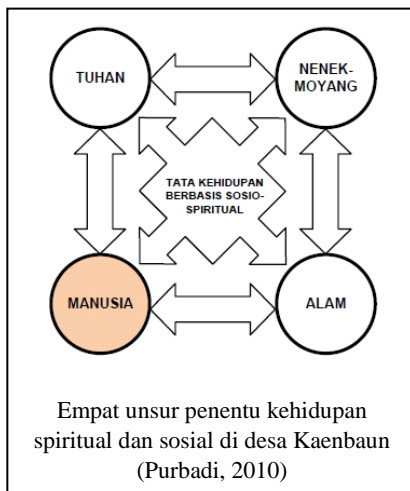 TUHAN
NENEK-
MOYANG
TATA KEHIDUPAN
BERBASIS SOSIO-
SPIRITUAL
MANUSIA
ALAM
Empat unsur penentu kehidupan
spiritual dan sosial di desa Kaenbaun
(Purbadi, 2010)